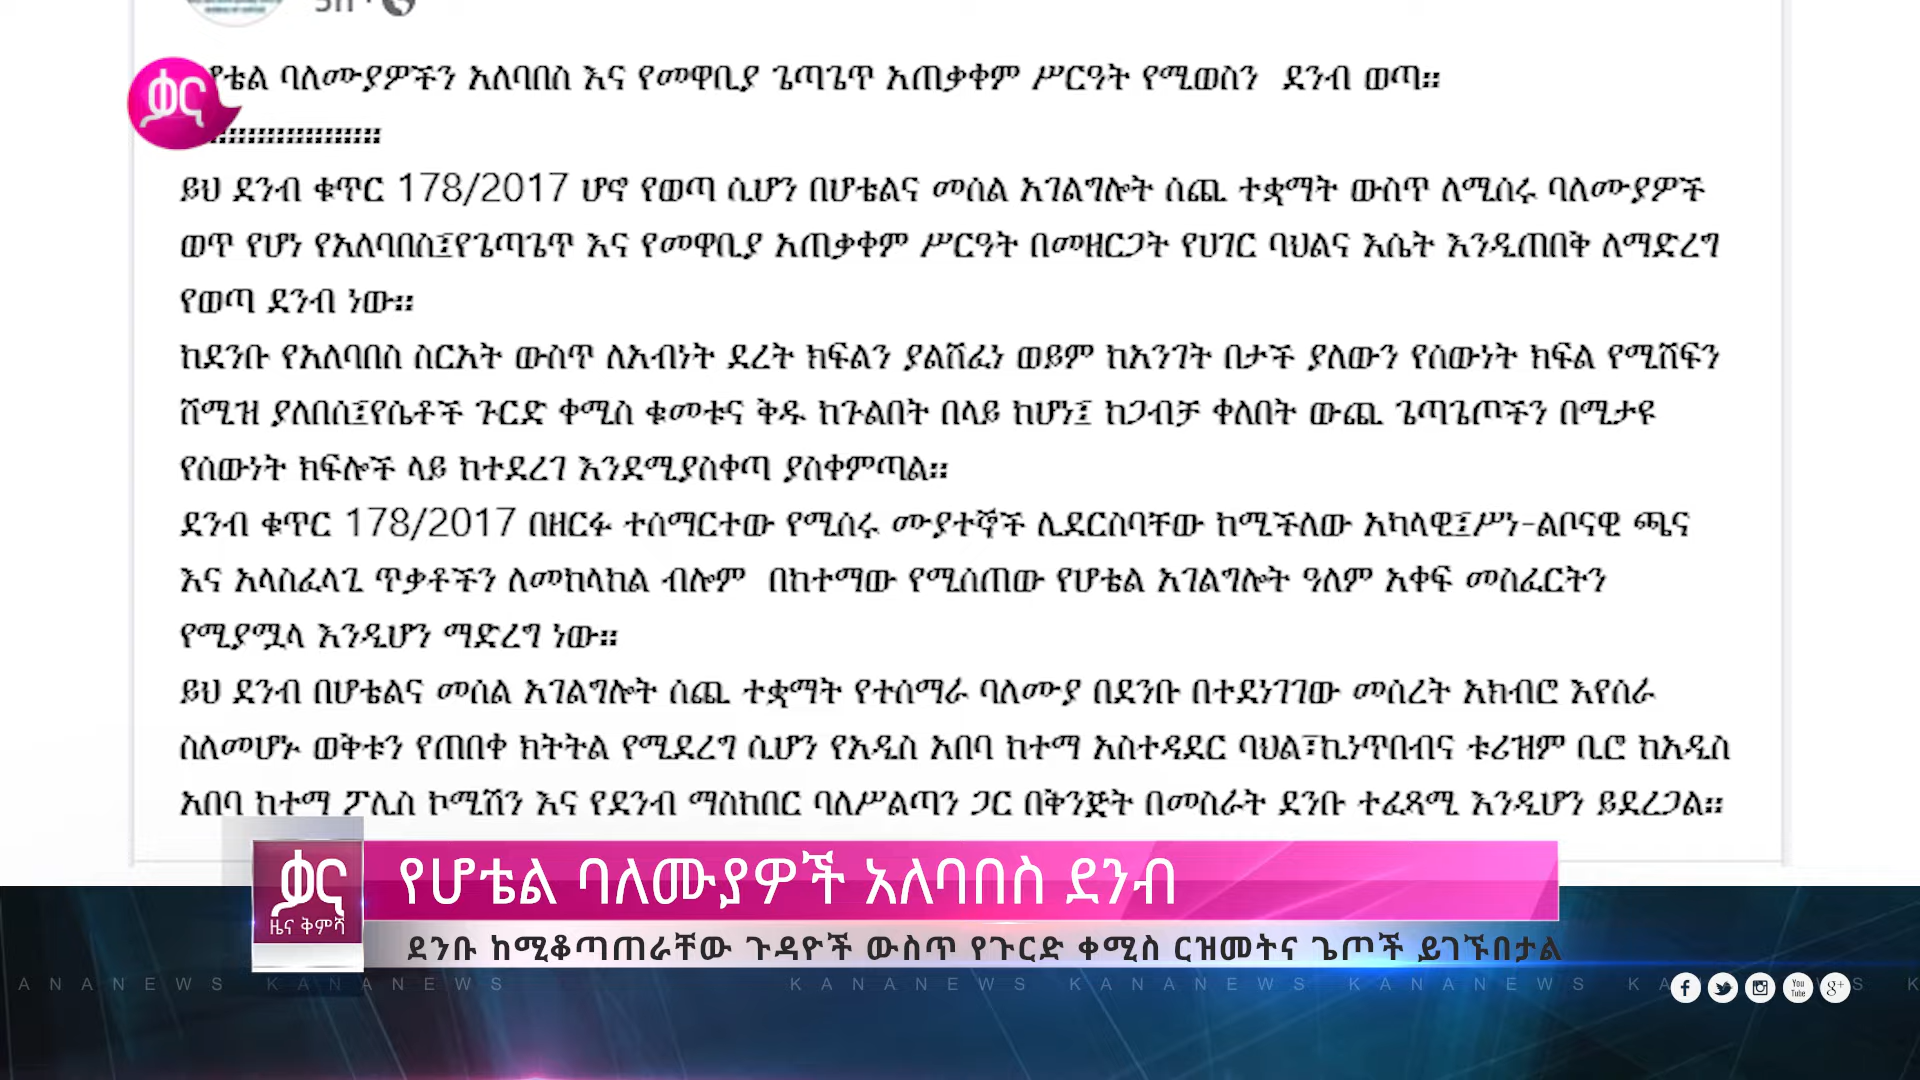 ባለሙያዎችን አለባበስ እና የመዋቢያ ጌጣጌጥ አጠቃቀም ሥርዓት የሚወስን ደንብ ወጣ።
ቃና
ይህ ደንብ ቁጥር 178/2017 ሆኖ የወጣ ሲሆን በሆቴልና መሰል አገልግሎት ሰጪ ተቋማት ውስጥ ለሚሰሩ ባለሙያዎች
ወጥ የሆነ የአለባበስ፤የጌጣጌጥ እና የመዋቢያ አጠቃቀም ሥርዓት በመዘርጋት የሀገር ባህልና እሴት እንዲጠበቅ ለማድረግ
የወጣ ደንብ ነው።
ከደንቡ የአለባበስ ስርአት ውስጥ ለአብነት ደረት ክፍልን ያልሸፈነ ወይም ከአንገት በታች ያለውን የሰውነት ክፍል የሚሸፍን
ሸሚዝ ያለበሰ፤የሴቶች ጉርድ ቀሚስ ቁመቱና ቅዱ ከጉልበት በላይ ከሆነ፤ ከጋብቻ ቀለበት ውጪ ጌጣጌጦችን በሚታዩ
የሰውነት ክፍሎች ላይ ከተደረገ እንደሚያስቀጣ ያስቀምጣል።
ደንብ ቁጥር 178/2017 በዘርፉ ተሰማርተው የሚሰሩ ሙያተኞች ሊደርስባቸው ከሚችለው አካላዊ፤ሥነ-ልቦናዊ ጫና
እና አላስፈላጊ ጥቃቶችን ለመከላከል ብሎም በከተማው የሚሰጠው የሆቴል አገልግሎት ዓለም አቀፍ መስፈርትን
የሚያሟላ እንዲሆን ማድረግ ነው።
ይህ ደንብ በሆቴልና መሰል አገልግሎት ሰጪ ተቋማት የተሰማራ ባለሙያ በደንቡ በተደነገገው መሰረት አክብሮ እየሰራ
ስለመሆኑ ወቅቱን የጠበቀ ክትትል የሚደረግ ሲሆን የአዲስ አበባ ከተማ አስተዳደር ባህል፣ኪነጥበብና ቱሪዝም ቢሮ ከአዲስ
አበባ ከተማ ፖሊስ ኮሚሽን እና የደንብ ማስከበር ባለሥልጣን ጋር በቅንጅት በመስራት ደንቡ ተፈጻሚ እንዲሆን ይደረጋል።
ቃና
ዜና ቅምሻ
የሆቴል ባለሙያዎች አለባበስ ደንብ
ደንቡ ከሚቆጣጠራቸው ጉዳዮች ውስጥ የጉርድ ቀሚስ ርዝመትና ጌጦች ይገኙበታል
ANANEWS KANANEWS KANANEWS KANANEWS KANANEWS
You Tube
g+